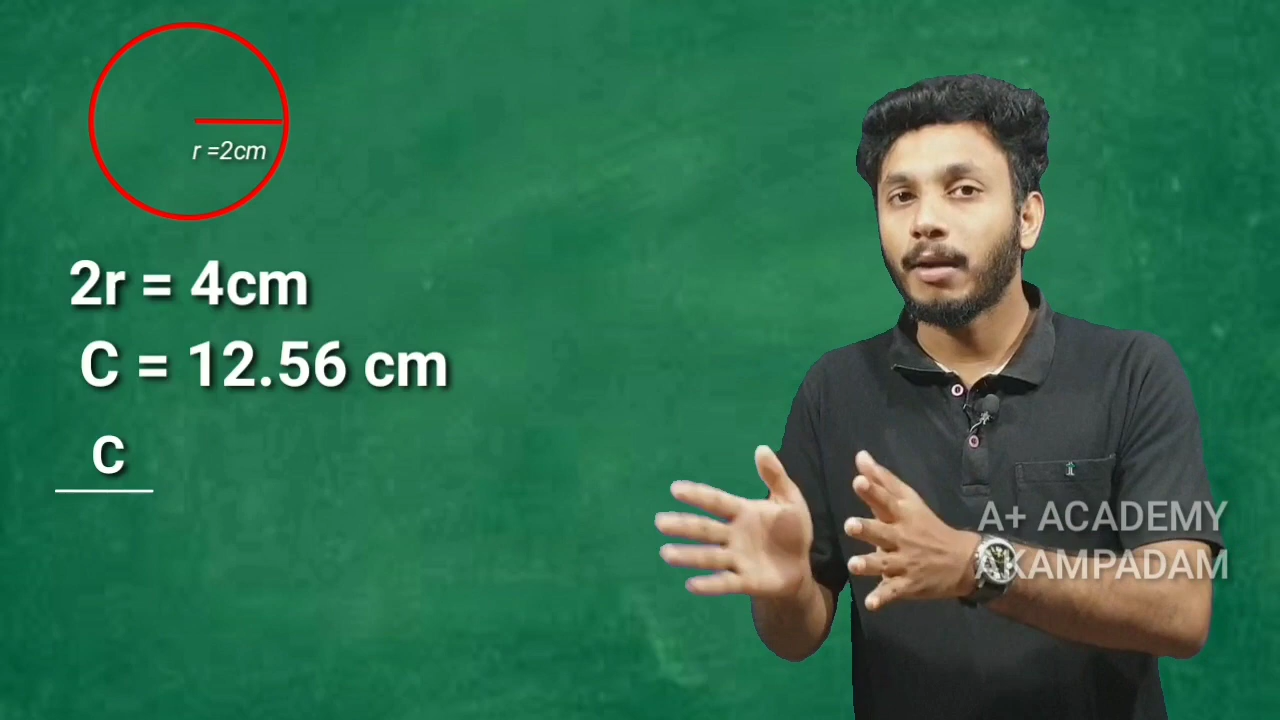 r =2cm
2r = 4cm
C = 12.56 cm
C
A+ ACADEMY
AKAMPADAM